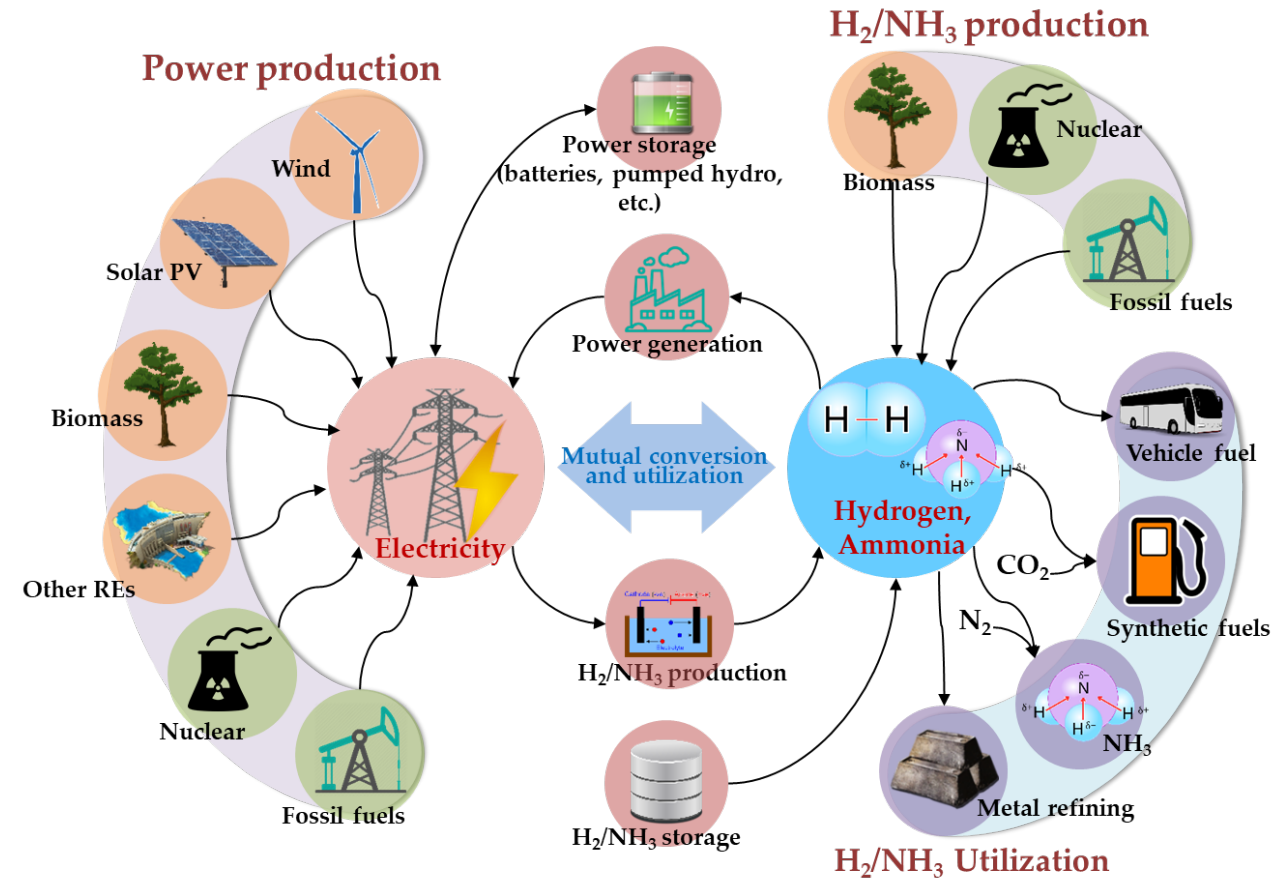 H₂/NH₃ production
Power production
Wind
Solar PV
Biomass
Other REs
Nuclear
Fossil fuels
Power storage
(batteries, pumped hydro,
etc.)
Power generation
Mutual conversion
and utilization
Electricity
H₂/NH₃ production
H₂/NH₃ storage
Biomass
Nuclear
Fossil fuels
H H
δ−
N
δ+
H
H δ+
H
δ+
Hydrogen,
Ammonia
Vehicle fuel
CO₂
Synthetic fuels
N₂
δ−
N
δ+
H
H δ−
H
δ+
NH₃
Metal refining
H₂/NH₃ Utilization